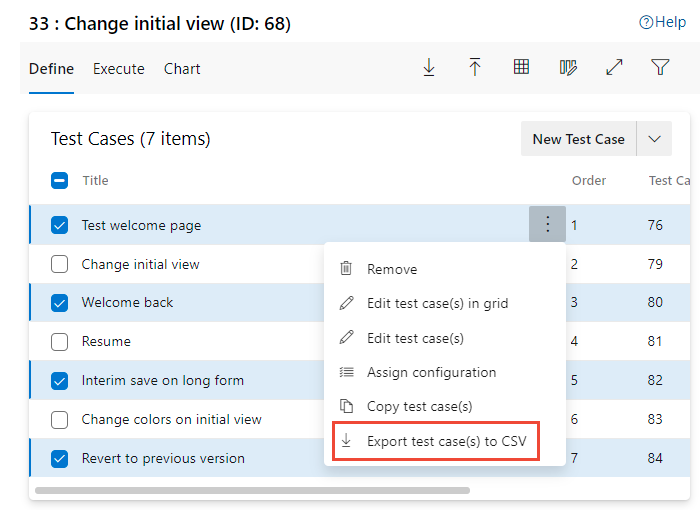 33 : Change initial view (ID: 68)
Help
Define Execute Chart
Test Cases (7 items)
New Test Case
Title Order Test Ca
Test welcome page 1 76
Change initial view 2 79
Welcome back 3 80
Resume 4 81
Interim save on long form 5 82
Change colors on initial view 6 83
Revert to previous version 7 84
Remove
Edit test case(s) in grid
Edit test case(s)
Assign configuration
Copy test case(s)
Export test case(s) to CSV